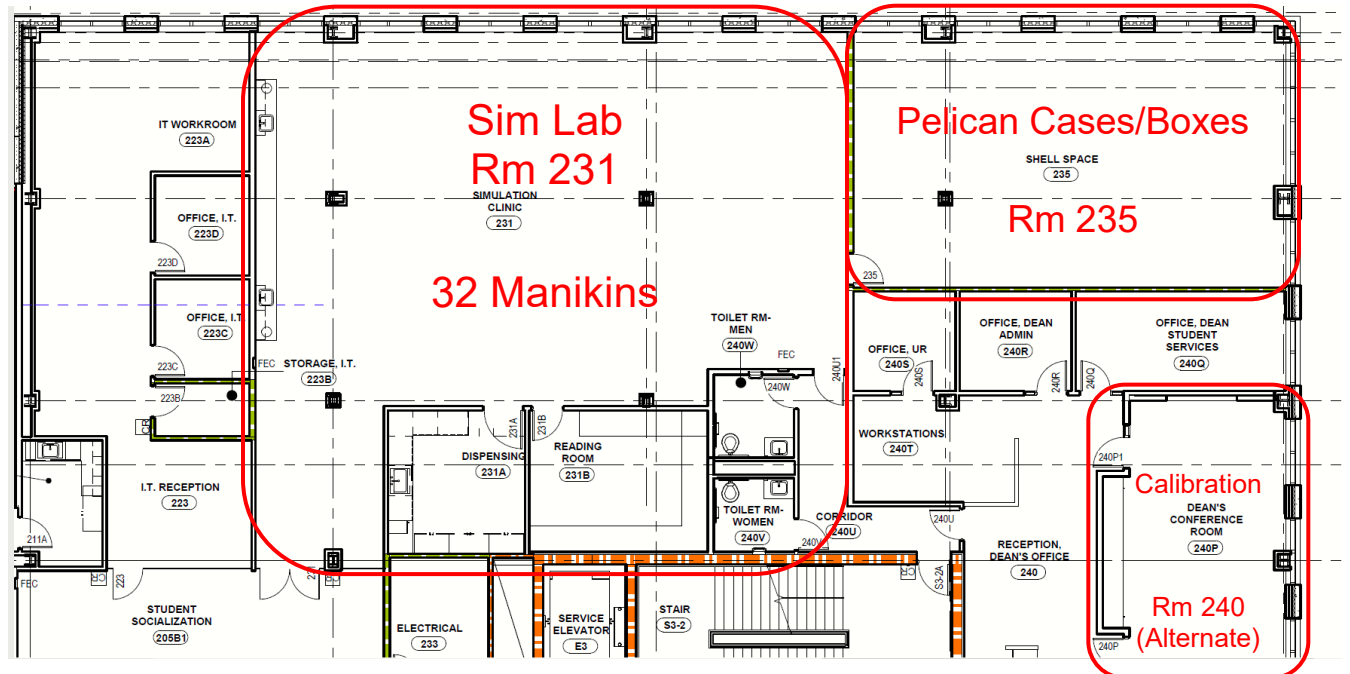 Sim Lab
Rm 231
SIMULATION
CLINIC
231
32 Manikins
Pelican Cases/Boxes
SHELL SPACE
235
Rm 235
235
IT WORKROOM
223A
OFFICE, I.T.
223D
223D
OFFICE, I.T.
223C
223C
FEC
STORAGE, I.T.
223B
223B
CR
I.T. RECEPTION
223
211A
FEC
CR
223
CR
STUDENT
SOCIALIZATION
205B1
DISPENSING
231A
231A
231B
READING
ROOM
231B
TOILET RM-
MEN
240W
FEC
240W
240U1
TOILET RM-
WOMEN
240V
240V
CORRIDOR
240U
240U
OFFICE, UR
240S
240S
OFFICE, DEAN
ADMIN
240R
240R
OFFICE, DEAN
STUDENT
SERVICES
240Q
240Q
WORKSTATIONS
240T
RECEPTION,
DEAN'S OFFICE
240
240P1
Calibration
DEAN'S
CONFERENCE
ROOM
240P
Rm 240
(Alternate)
240P
ELECTRICAL
233
SERVICE
ELEVATOR
E3
STAIR
S3-2
CR
S3-2A